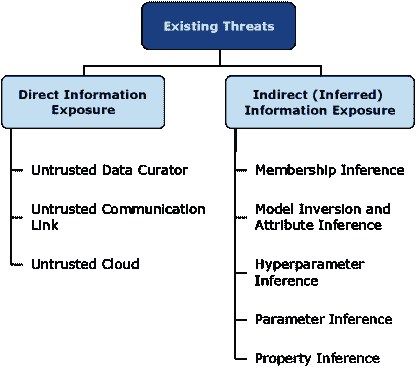 Existing Threats
Direct Information
Exposure
Untrusted Data Curator
Untrusted Communication
Link
Untrusted Cloud
Indirect (Inferred)
Information Exposure
Membership Inference
Model Inversion and
Attribute Inference
Hyperparameter
Inference
Parameter Inference
Property Inference